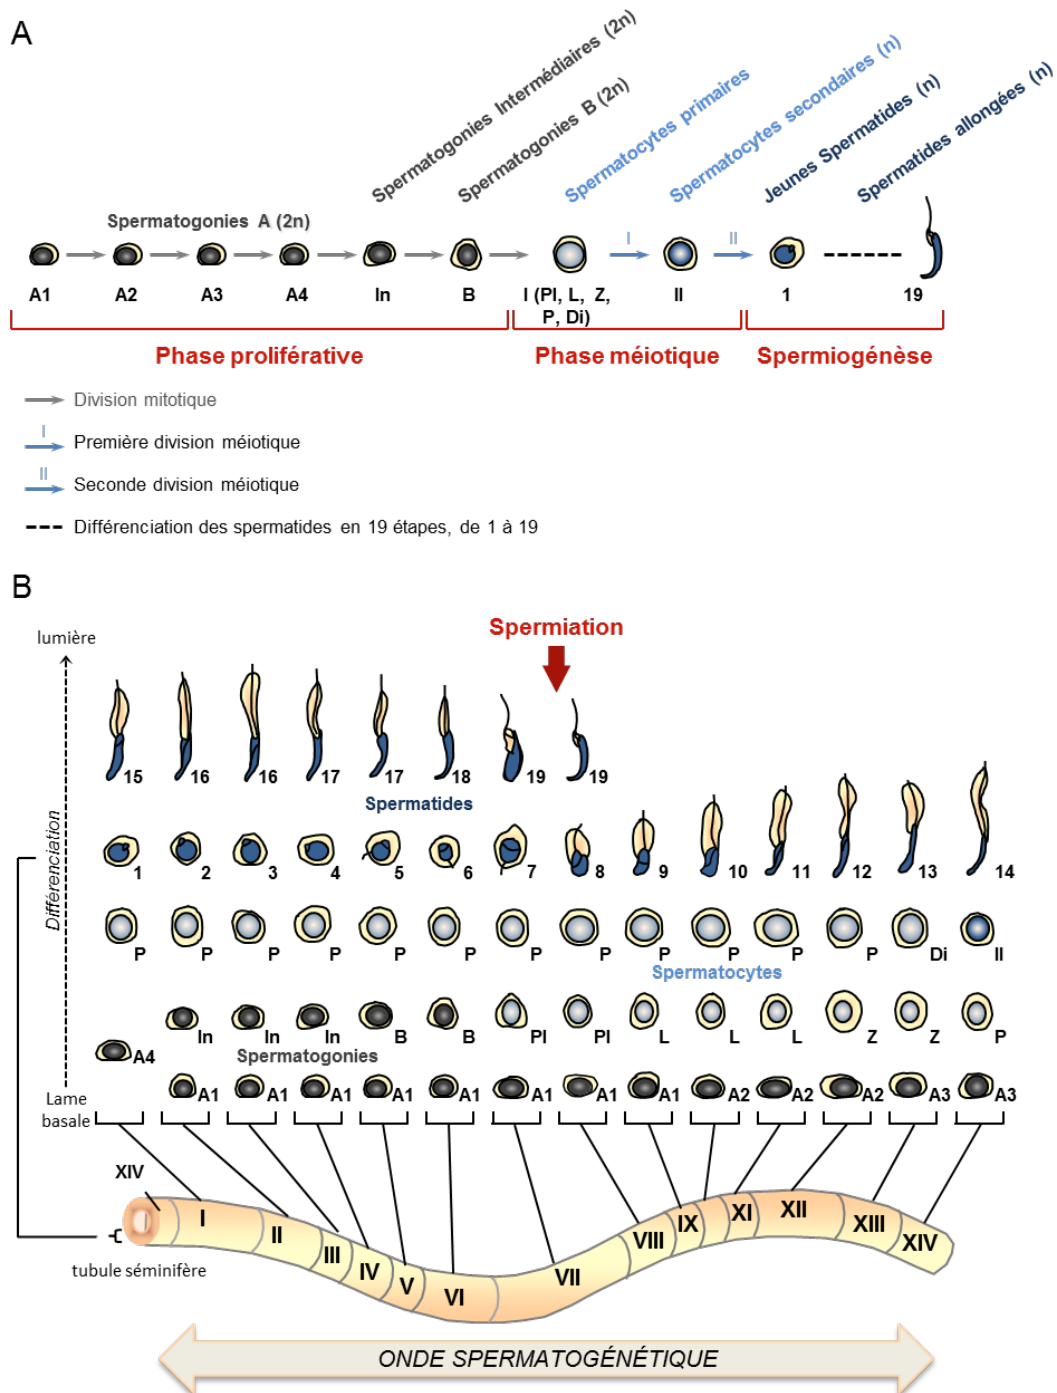 A
Spermatogonies Intermédiaires (2n)
Spermatogonies B (2n)
Spermatocytes primaires
Spermatocytes secondaires (n)
Jeunes Spermatides (n)
Spermatides allongées (n)
Spermatogonies A (2n)
I II
A1 A2 A3 A4 In B I (Pl, L, Z, II 1 19
P, Di)
Phase proliférative Phase méiotique Spermiogénèse
Division mitotique
I
Première division méiotique
II
Seconde division méiotique
Différenciation des spermatides en 19 étapes, de 1 à 19
B
Spermiation
lumière
15 16 16 17 17 18 19 19
Spermatides
Différenciation
1 2 3 4 5 6 7 8 9 10 11 12 13 14
P P P P P P P P P P P P Di II
Spermatocytes
In In In B B Pl Pl L L L Z Z P
Spermatogonies
A4
A1 A1 A1 A1 A1 A1 A1 A1 A2 A2 A2 A3 A3
Lame
basale
XIV
I II III IV V VI VII VIII IX XI XII XIII XIV
tubule séminifère
ONDE SPERMATOGÉNÉTIQUE